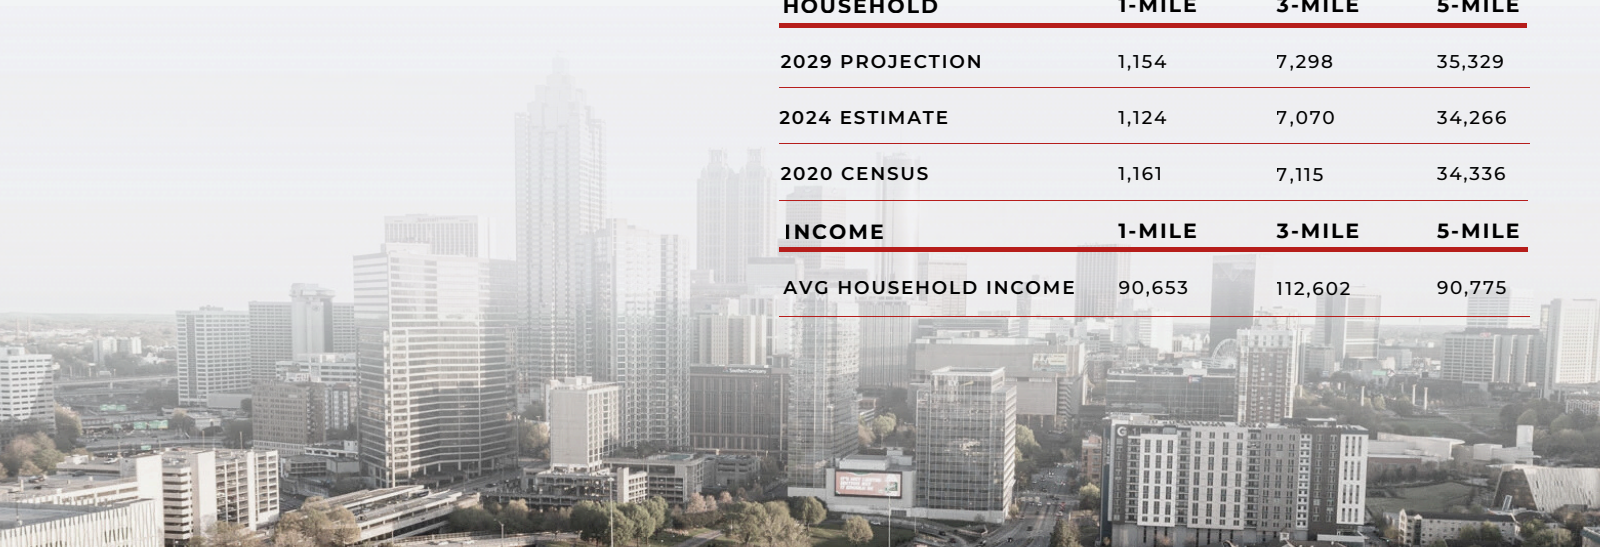 HOUSEHOLD 1-MILE 3-MILE 5-MILE
2029 PROJECTION 1,154 7,298 35,329
2024 ESTIMATE 1,124 7,070 34,266
2020 CENSUS 1,161 7,115 34,336
INCOME 1-MILE 3-MILE 5-MILE
AVG HOUSEHOLD INCOME 90,653 112,602 90,775